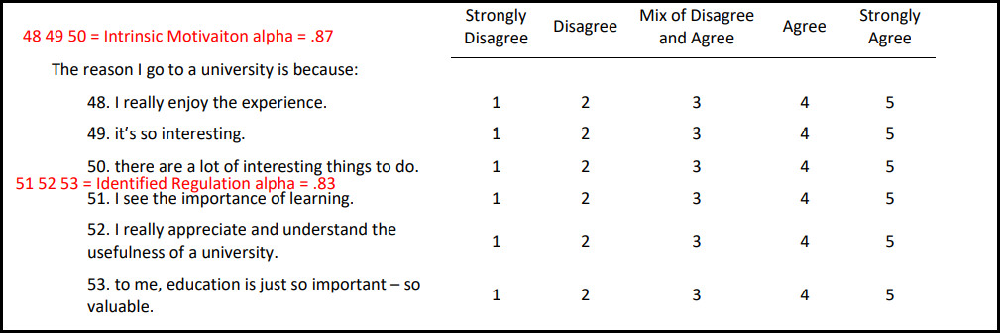 Strongly Disagree Disagree Mix of Disagree and Agree Agree Strongly Agree
48 49 50 = Intrinsic Motivaiton alpha = .87
The reason I go to a university is because:
48. I really enjoy the experience. 1 2 3 4 5
49. it's so interesting. 1 2 3 4 5
50. there are a lot of interesting things to do. 1 2 3 4 5
51 52 53 = Identified Regulation alpha = .83
51. I see the importance of learning. 1 2 3 4 5
52. I really appreciate and understand the
usefulness of a university. 1 2 3 4 5
53. to me, education is just so important – so
valuable. 1 2 3 4 5